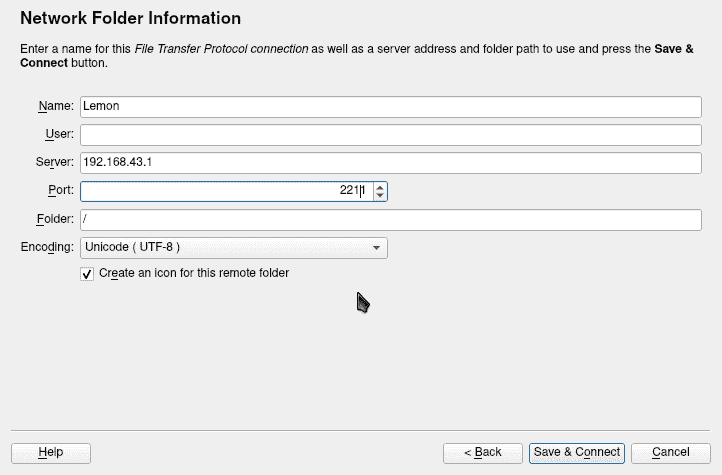 Network Folder Information
Enter a name for this File Transfer Protocol connection as well as a server address and folder path to use and press the Save &
Connect button.
Name: Lemon
User:
Server: 192.168.43.1
Port: 2211
Folder: /
Encoding: Unicode ( UTF-8 )
Create an icon for this remote folder
Help < Back Save & Connect Cancel